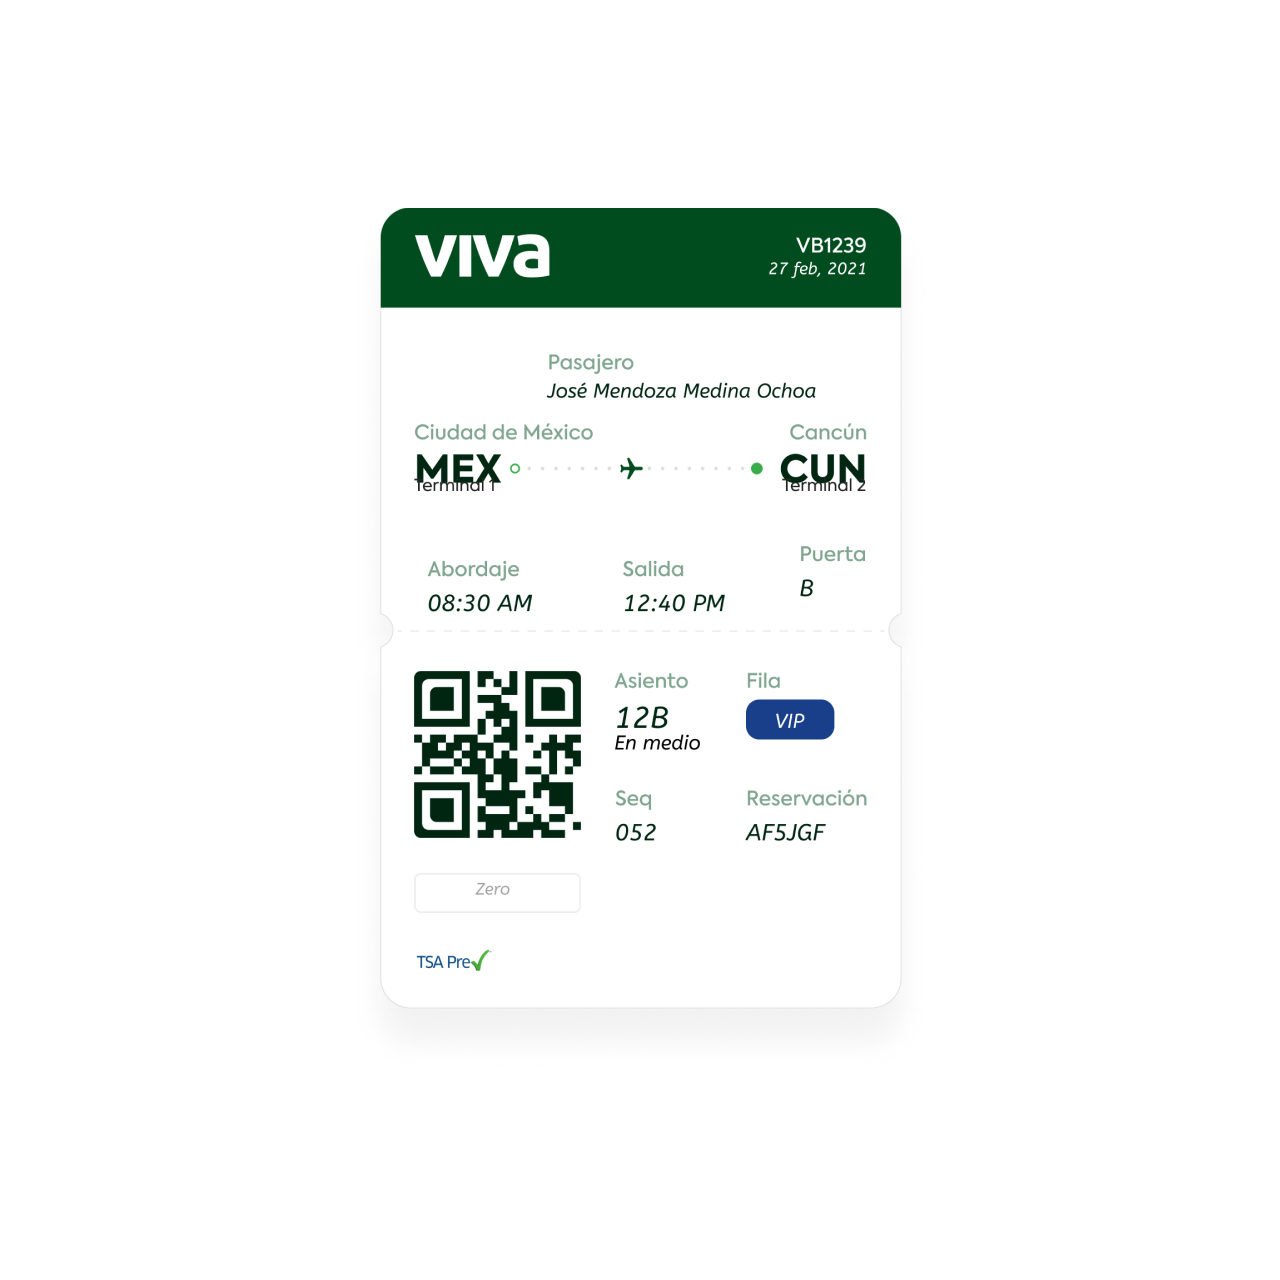 VIVA
VB1239
27 feb, 2021
Pasajero
José Mendoza Medina Ochoa
Ciudad de México
Cancún
MEX
CUN
Terminal 1
Terminal 2
Abordaje
Salida
Puerta
08:30 AM
12:40 PM
B
Asiento
Fila
12B
VIP
En medio
Seq
Reservación
052
AF5JGF
Zero
TSA Pre